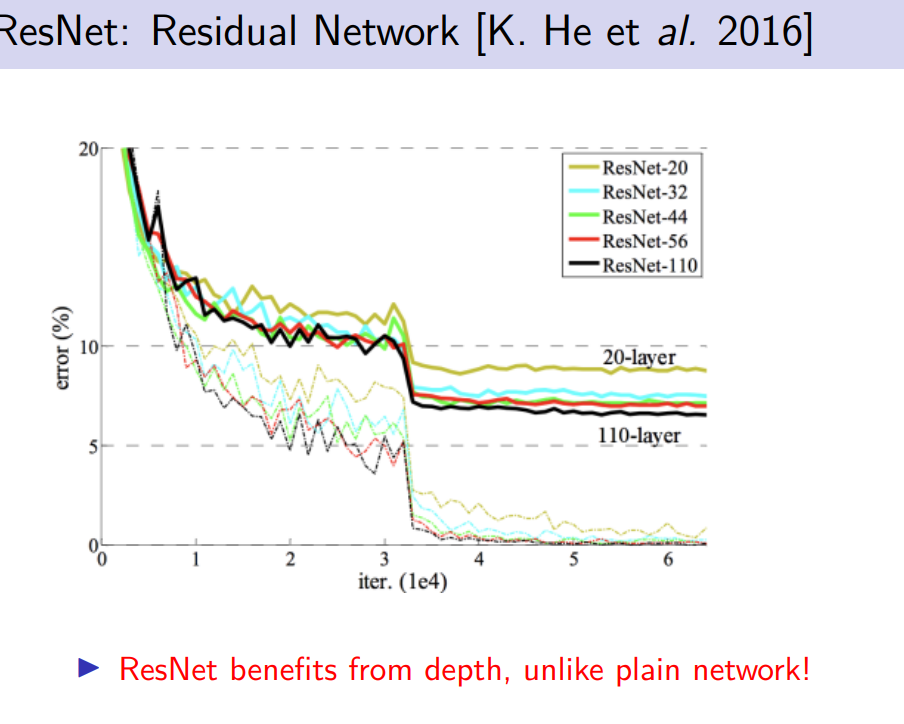 ResNet: Residual Network [K. He et al. 2016]
20
ResNet-20
ResNet-32
ResNet-44
ResNet-56
ResNet-110
error (%)
10
20-layer
5
110-layer
0
0 1 2 3 4 5 6
iter. (1e4)
▶ ResNet benefits from depth, unlike plain network!